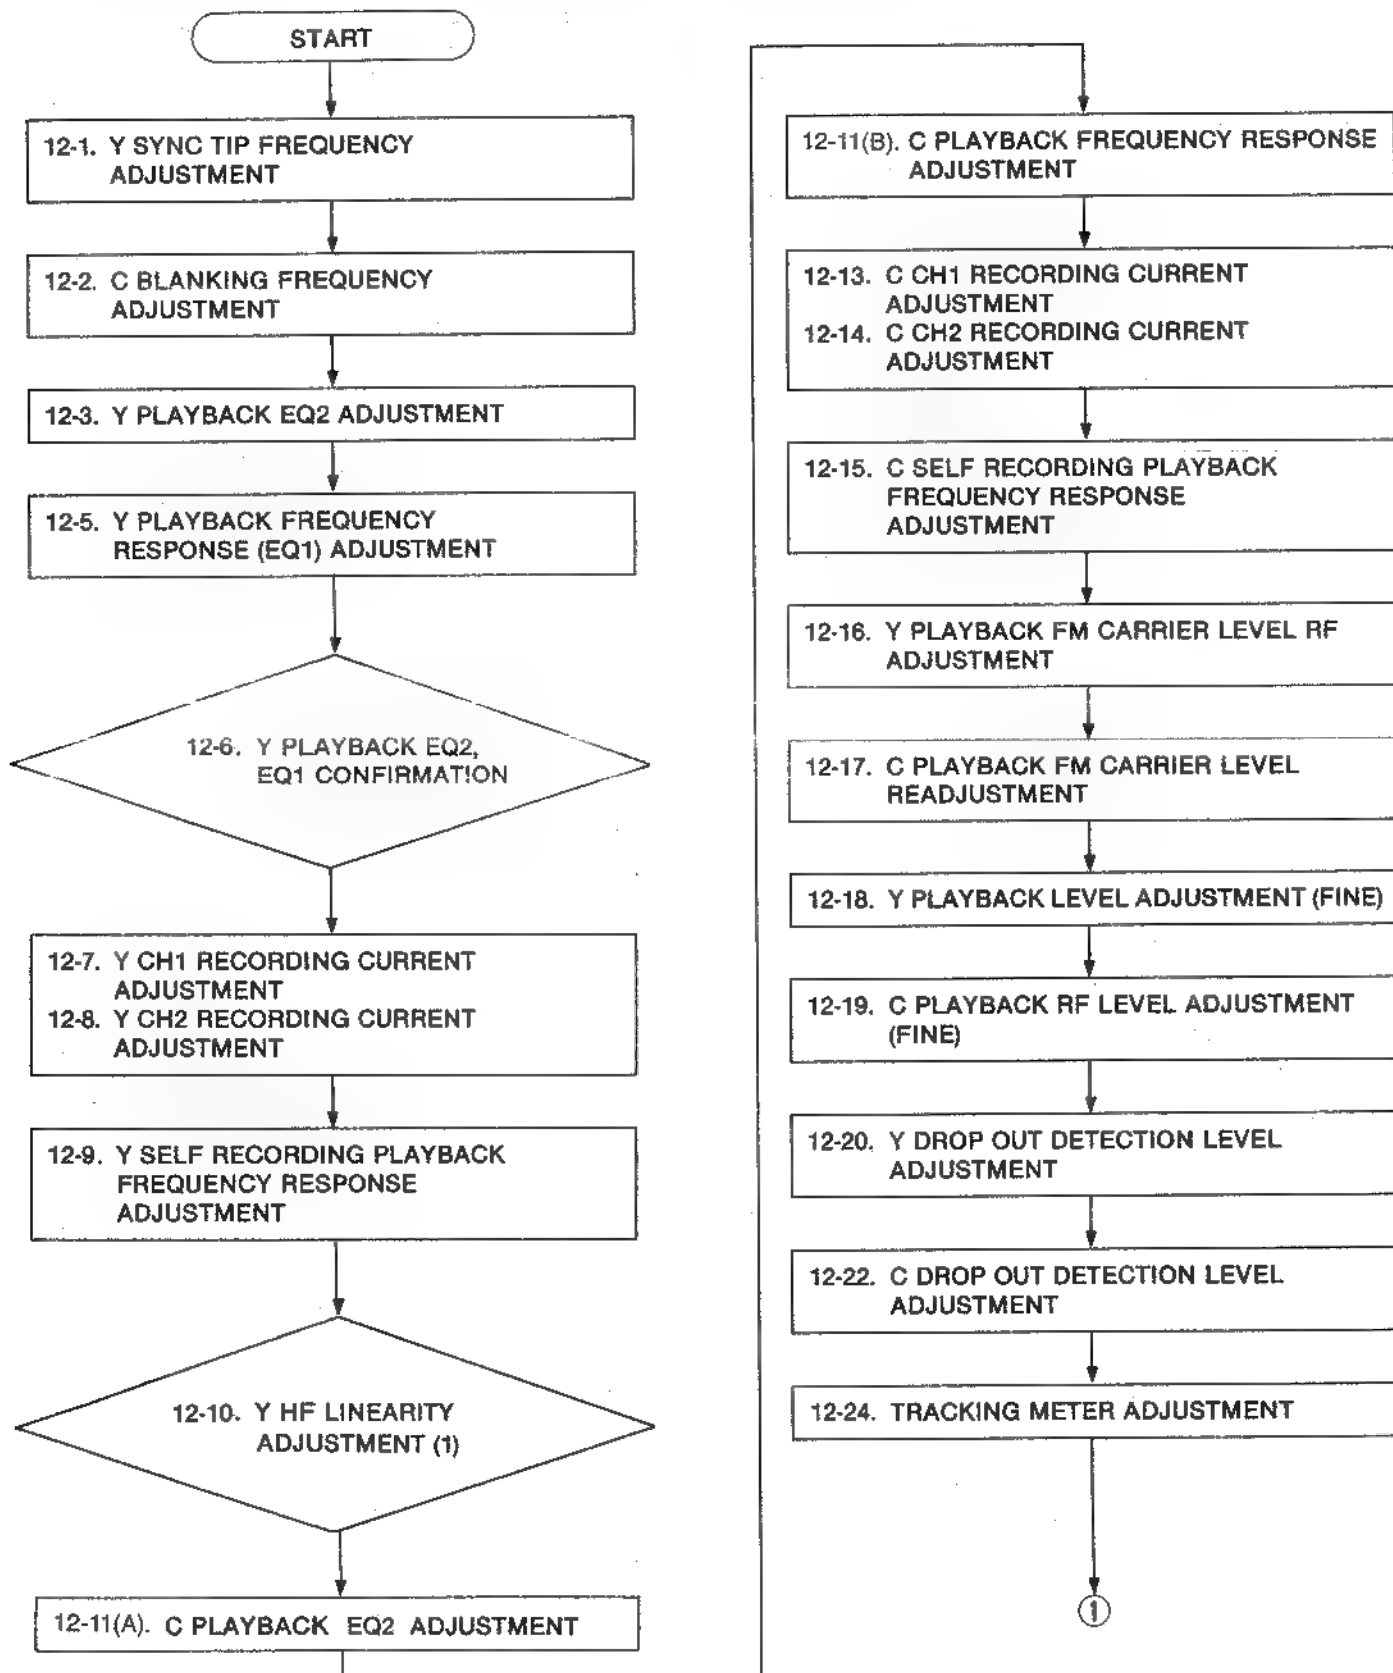 START
12-1. Y SYNC TIP FREQUENCY
ADJUSTMENT
12-2. C BLANKING FREQUENCY
ADJUSTMENT
12-3. Y PLAYBACK EQ2 ADJUSTMENT
12-5. Y PLAYBACK FREQUENCY
RESPONSE (EQ1) ADJUSTMENT
12-6. Y PLAYBACK EQ2,
EQ1 CONFIRMATION
12-7. Y CH1 RECORDING CURRENT
ADJUSTMENT
12-8. Y CH2 RECORDING CURRENT
ADJUSTMENT
12-9. Y SELF RECORDING PLAYBACK
FREQUENCY RESPONSE
ADJUSTMENT
12-10. Y HF LINEARITY
ADJUSTMENT (1)
12-11(A). C PLAYBACK EQ2 ADJUSTMENT
12-11(B). C PLAYBACK FREQUENCY RESPONSE
ADJUSTMENT
12-13. C CH1 RECORDING CURRENT
ADJUSTMENT
12-14. C CH2 RECORDING CURRENT
ADJUSTMENT
12-15. C SELF RECORDING PLAYBACK
FREQUENCY RESPONSE
ADJUSTMENT
12-16. Y PLAYBACK FM CARRIER LEVEL RF
ADJUSTMENT
12-17. C PLAYBACK FM CARRIER LEVEL
READJUSTMENT
12-18. Y PLAYBACK LEVEL ADJUSTMENT (FINE)
12-19. C PLAYBACK RF LEVEL ADJUSTMENT
(FINE)
12-20. Y DROP OUT DETECTION LEVEL
ADJUSTMENT
12-22. C DROP OUT DETECTION LEVEL
ADJUSTMENT
12-24. TRACKING METER ADJUSTMENT
①